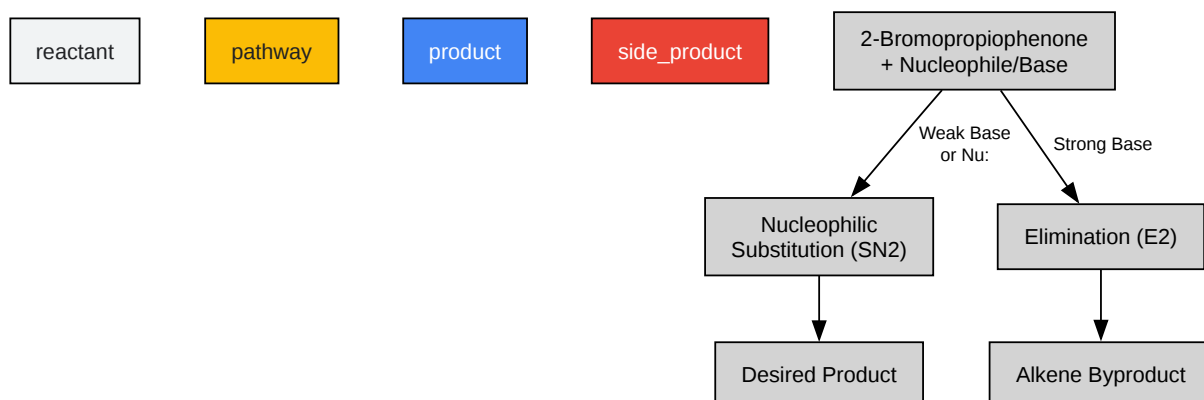 reactant
pathway
product
side_product
2-Bromopropiophenone
+ Nucleophile/Base
Weak Base
or Nu:
Strong Base
Nucleophilic
Substitution (SN2)
Elimination (E2)
Desired Product
Alkene Byproduct